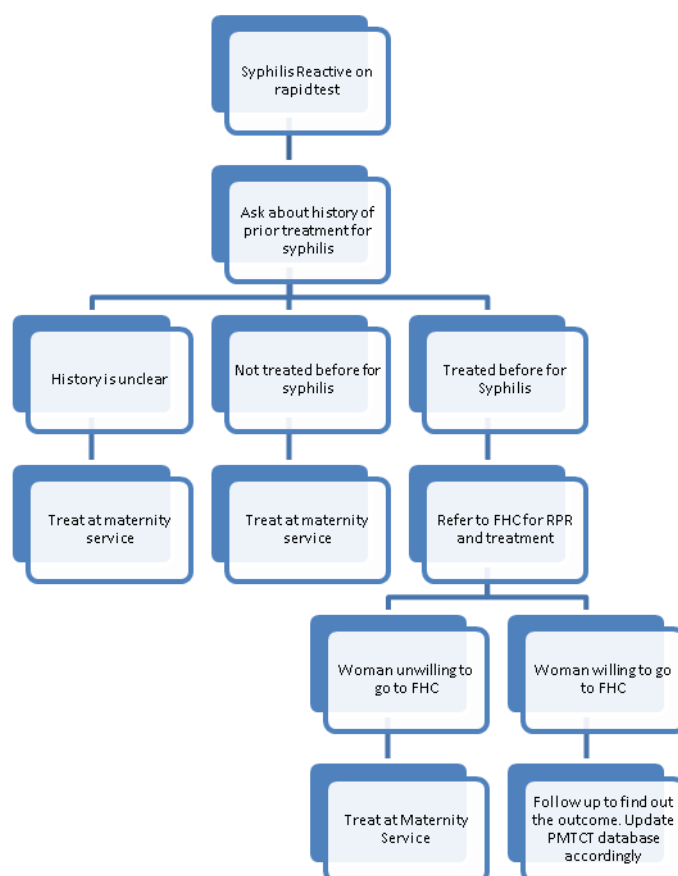 Syphilis Reactive on
rapid test
Ask about history of
prior treatment for
syphilis
History is unclear
Not treated before for
syphilis
Treated before for
Syphilis
Treat at maternity
service
Treat at maternity
service
Refer to FHC for RPR
and treatment
Woman unwilling to
go to FHC
Woman willing to go
to FHC
Treat at Maternity
Service
Follow up to find out
the outcome. Update
PMTCT database
accordingly